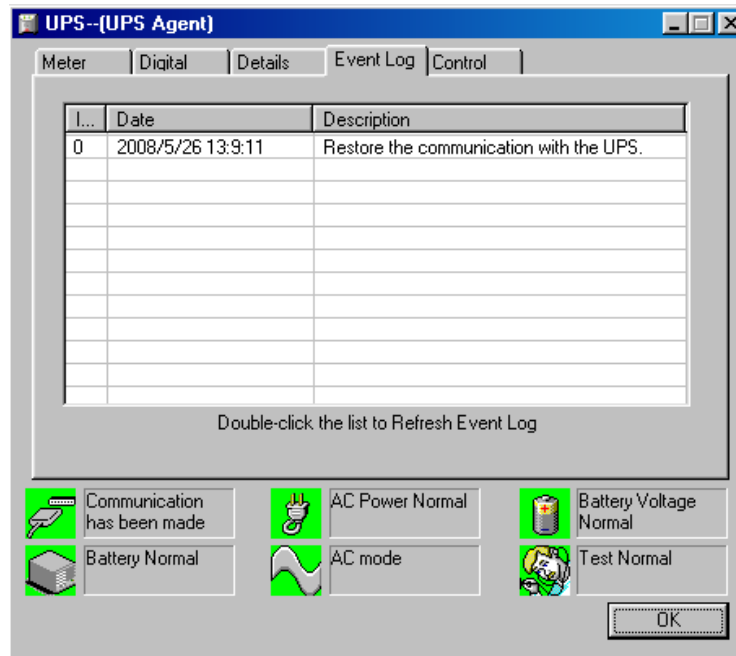 UPS--(UPS Agent)
Meter
Digital
Details
Event Log
Control
I... Date Description
0 2008/5/26 13:9:11 Restore the communication with the UPS.
Double-click the list to Refresh Event Log
Communication
has been made
AC Power Normal
Battery Voltage
Normal
Battery Normal
AC mode
Test Normal
OK